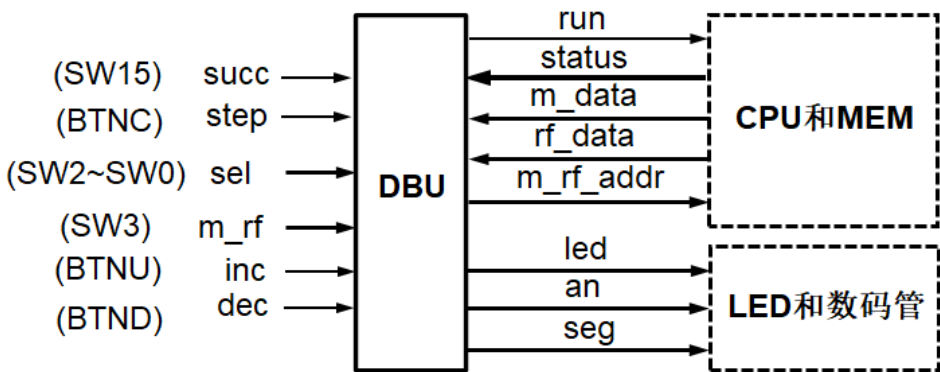 (SW15) succ
(BTNC) step
(SW2~SW0) sel
(SW3) m_rf
(BTNU) inc
(BTND) dec
DBU
run
status
m_data
rf_data
m_rf_addr
led
an
seg
CPU和MEM
LED和数码管